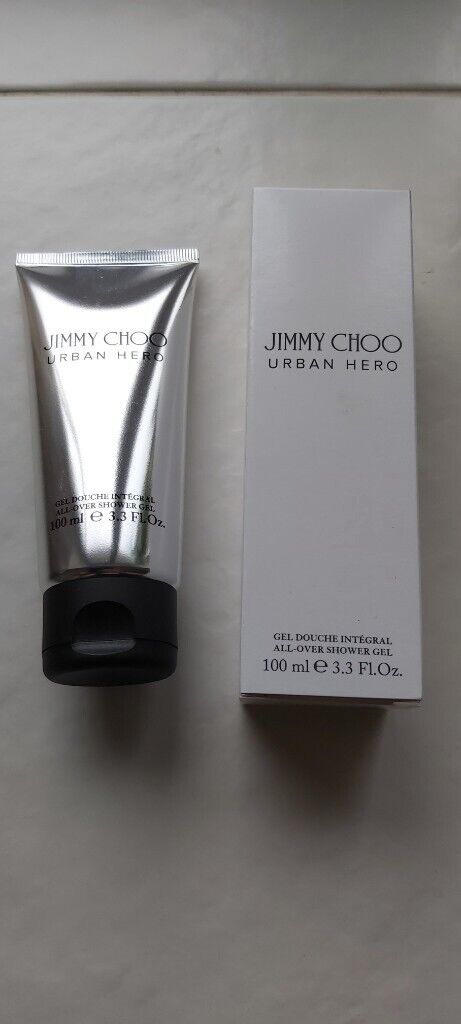 JIMMY CHOO
URBAN HERO
GEL DOUCHE INTÉGRAL
ALL-OVER SHOWER GEL
100 ml e 3.3 Fl.Oz.
JIMMY CHOO
URBAN HERO
GEL DOUCHE INTÉGRAL
ALL-OVER SHOWER GEL
100 ml e 3.3 Fl.Oz.